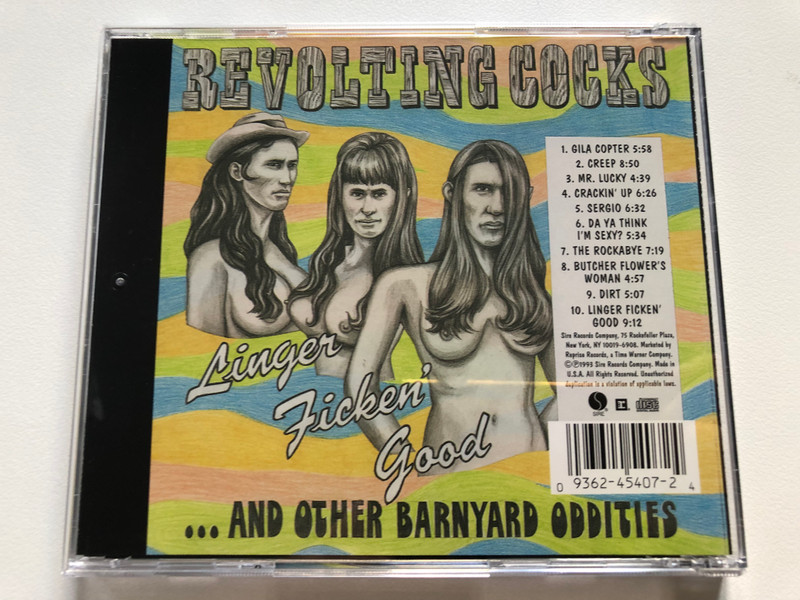 REVOLTING COCKS
1. GILA COPTER 5:58
2. CREEP 8:50
3. MR. LUCKY 4:39
4. CRACKIN' UP 6:26
5. SERGIO 6:32
6. DA YA THINK
I'M SEXY? 5:34
7. THE ROCKABYE 7:19
8. BUTCHER FLOWER'S
WOMAN 4:57
9. DIRT 5:07
10. LINGER FICKEN'
GOOD 9:12
Sire Records Company, 75 Rockefeller Plaza,
New York, NY 10019-6908. Marketed by
Reprise Records, a Time Warner Company.
©℗1993 Sire Records Company. Made in
U.S.A. All Rights Reserved. Unauthorized
duplication is a violation of applicable laws.
SIRE r disc
Linger
Ficken'
Good
0 9362-45407-2 4
... AND OTHER BARNYARD ODDITIES